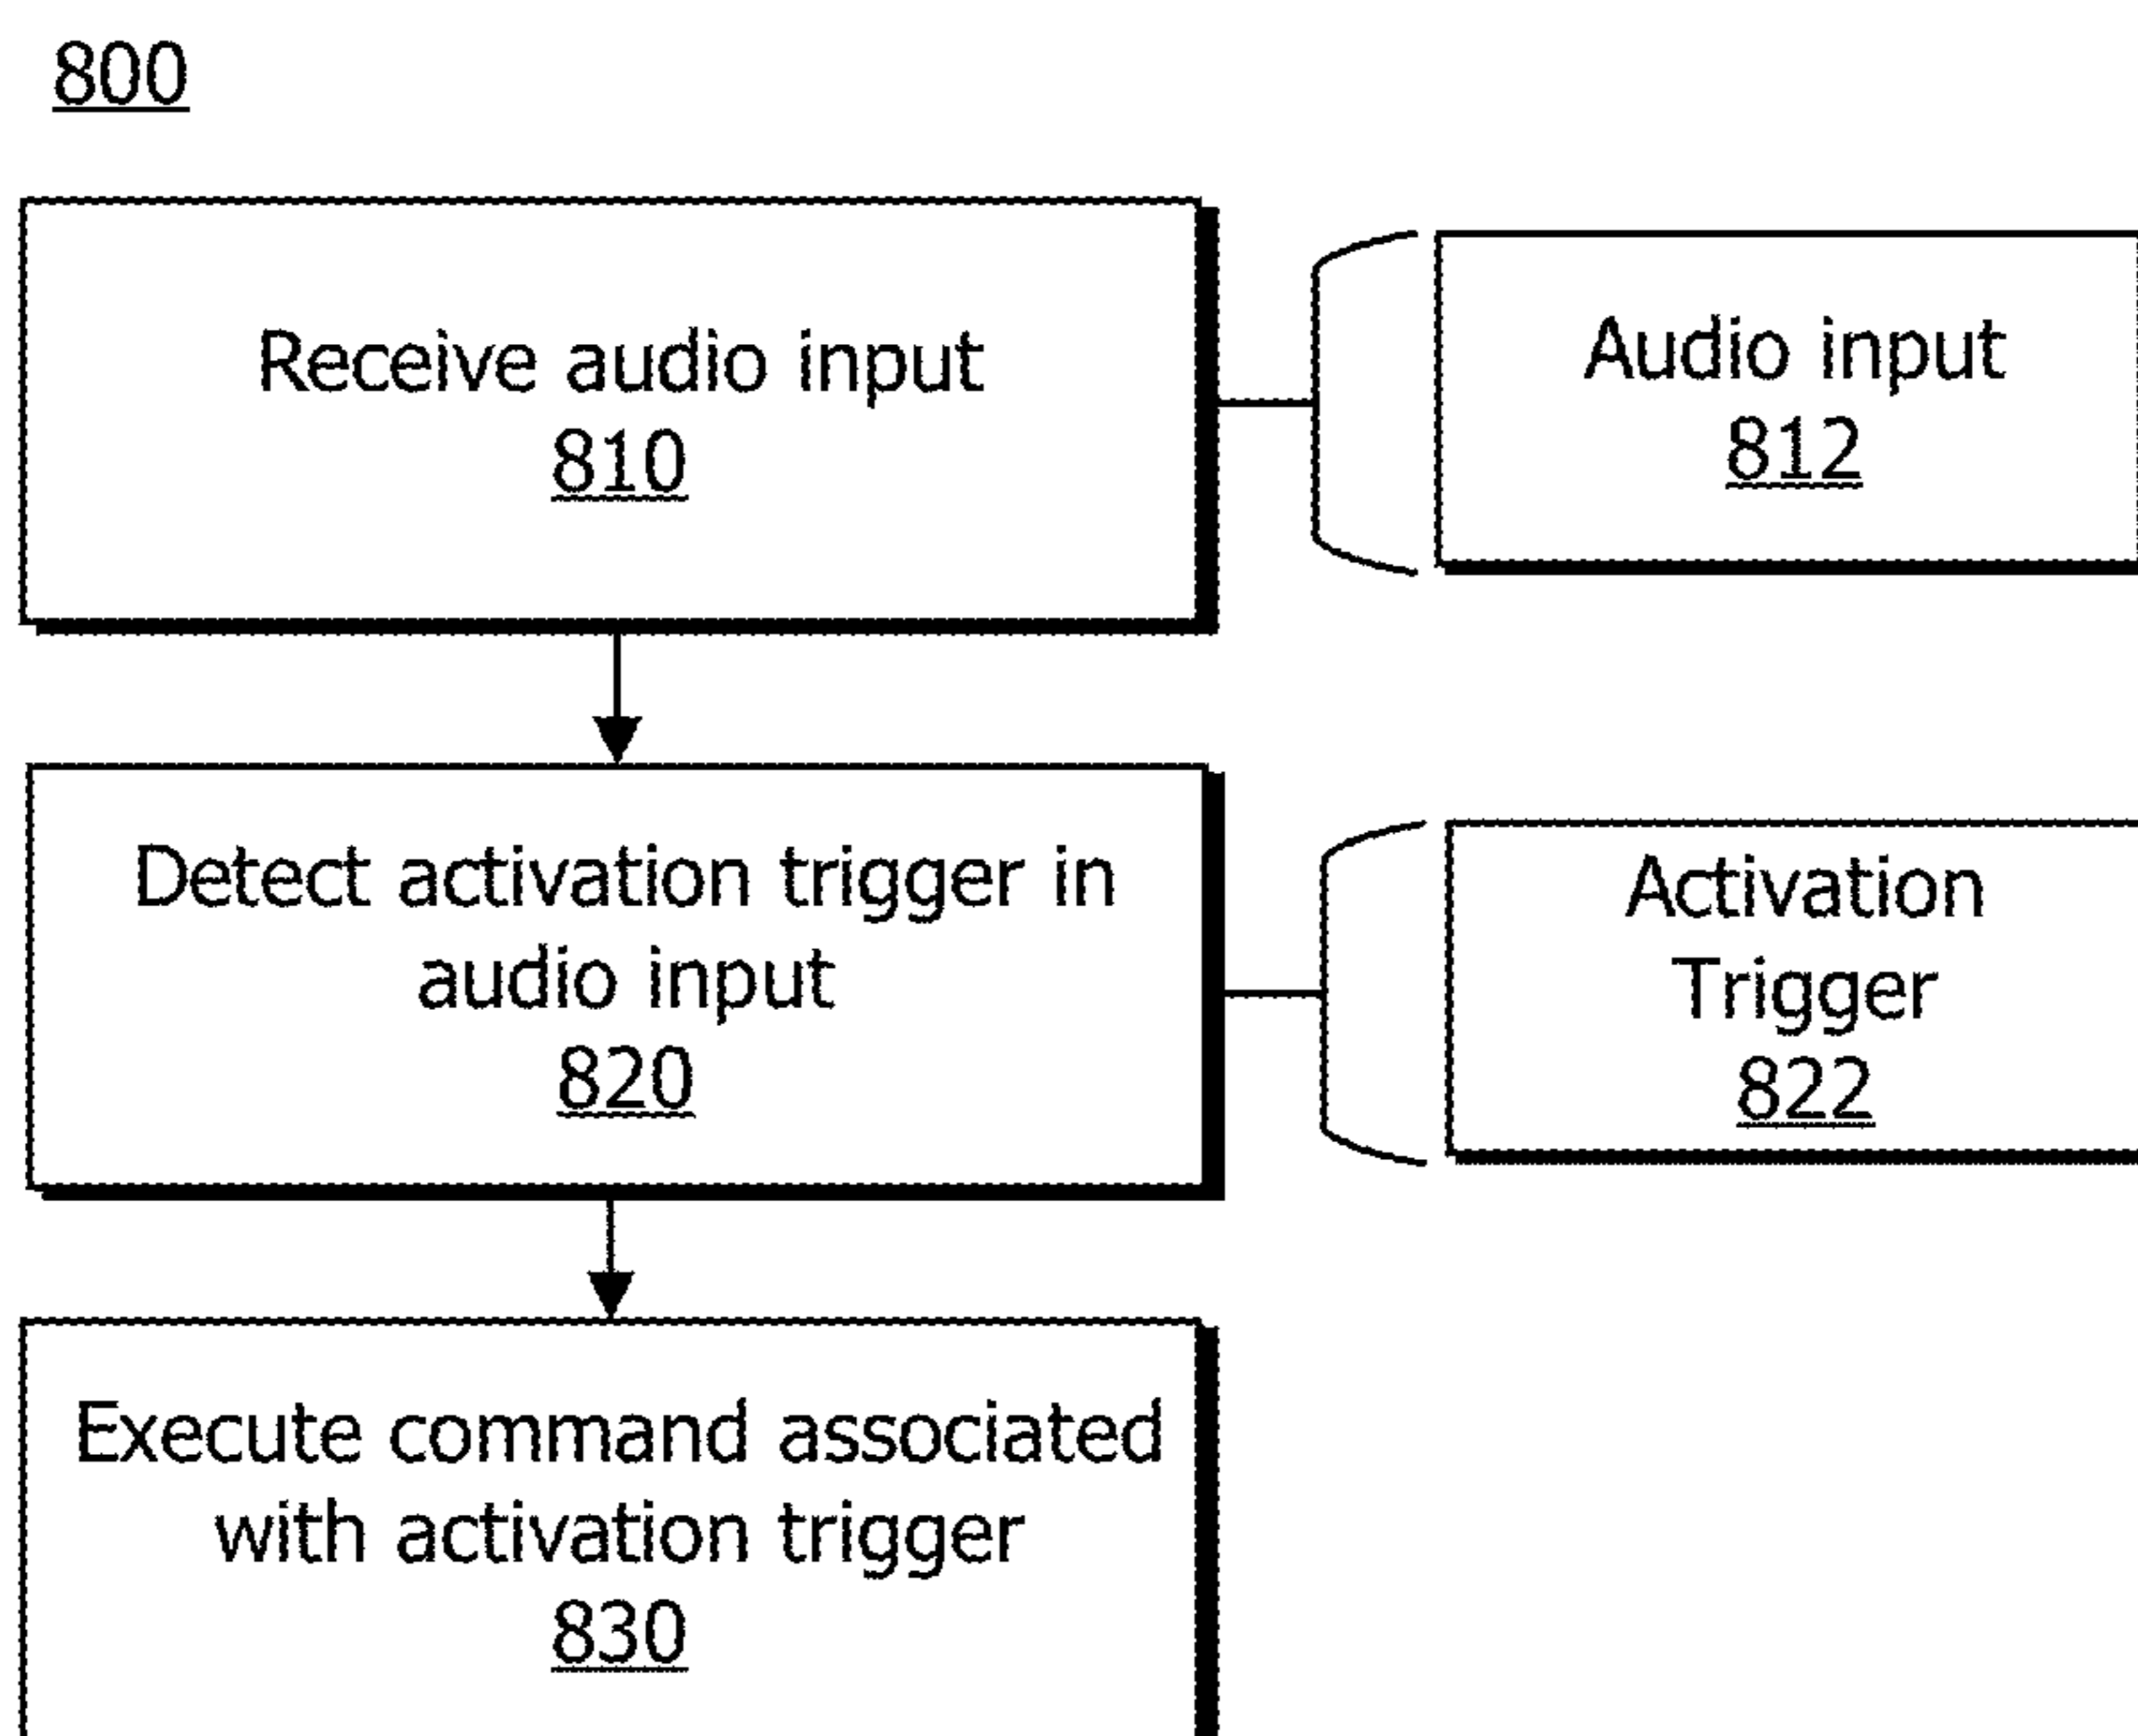 800
Receive audio input
810
Audio input
812
Detect activation trigger in
audio input
820
Activation
Trigger
822
Execute command associated
with activation trigger
830